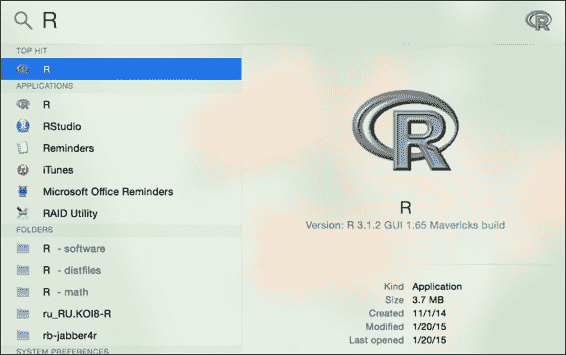 R
TOP HIT
R
APPLICATIONS
R
RStudio
Reminders
iTunes
Microsoft Office Reminders
RAID Utility
FOLDERS
R - software
R - distfiles
R - math
ru_RU.KOI8-R
rb-jabber4r
SYSTEM PREFERENCES
R
R
Version: R 3.1.2 GUI 1.65 Mavericks build
Kind Application
Size 3.7 MB
Created 11/1/14
Modified 1/20/15
Last opened 1/20/15